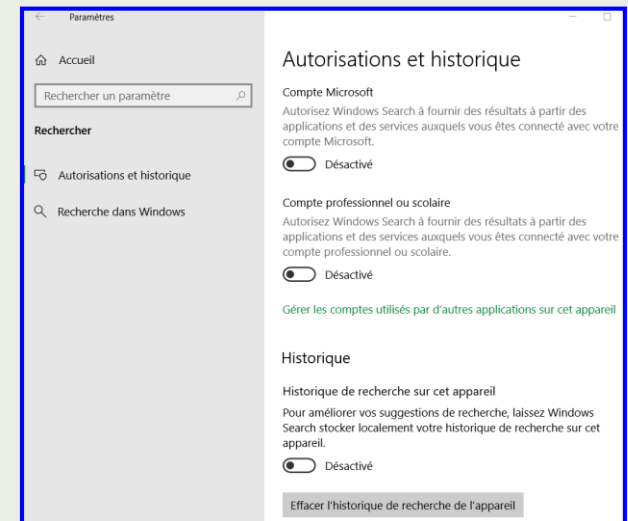 Paramètres
Accueil
Rechercher un paramètre
Rechercher
Autorisations et historique
Recherche dans Windows
Autorisations et historique
Compte Microsoft
Autorisez Windows Search à fournir des résultats à partir des
applications et des services auxquels vous êtes connecté avec votre
compte Microsoft.
Désactivé
Compte professionnel ou scolaire
Autorisez Windows Search à fournir des résultats à partir des
applications et des services auxquels vous êtes connecté avec votre
compte professionnel ou scolaire.
Désactivé
Gérer les comptes utilisés par d'autres applications sur cet appareil
Historique
Historique de recherche sur cet appareil
Pour améliorer vos suggestions de recherche, laissez Windows
Search stocker localement votre historique de recherche sur cet
appareil.
Désactivé
Effacer l'historique de recherche de l'appareil